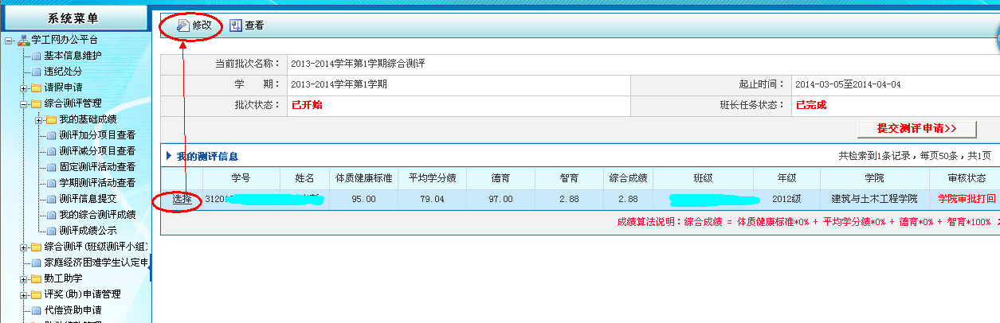 系统菜单
学工网办公平台
基本信息维护
违纪处分
请假申请
综合测评管理
我的基础成绩
测评加分项目查看
测评减分项目查看
固定测评活动查看
学期测评活动查看
测评信息提交
我的综合测评成绩
测评成绩公示
综合测评(班级测评小组)
家庭经济困难学生认定申
勤工助学
评奖(助)申请管理
代偿资助申请
修改 查看
当前批次名称： 2013-2014学年第1学期综合测评
学 期： 2013-2014学年第1学期 起止时间： 2014-03-05至2014-04-04
批次状态： 已开始 班长任务状态： 已完成
提交测评申请>>
我的测评信息 共检索到1条记录，每页50条，共1页
学号 姓名 体质健康标准 平均学分绩 德育 智育 综合成绩 班级 年级 学院 审核状态
选择 3120 95.00 79.04 97.00 2.88 2.88 2012级 建筑与土木工程学院 学院审批打回
成绩算法说明：综合成绩 = 体质健康标准*0% + 平均学分绩*0% + 德育*0% + 智育*100% ;